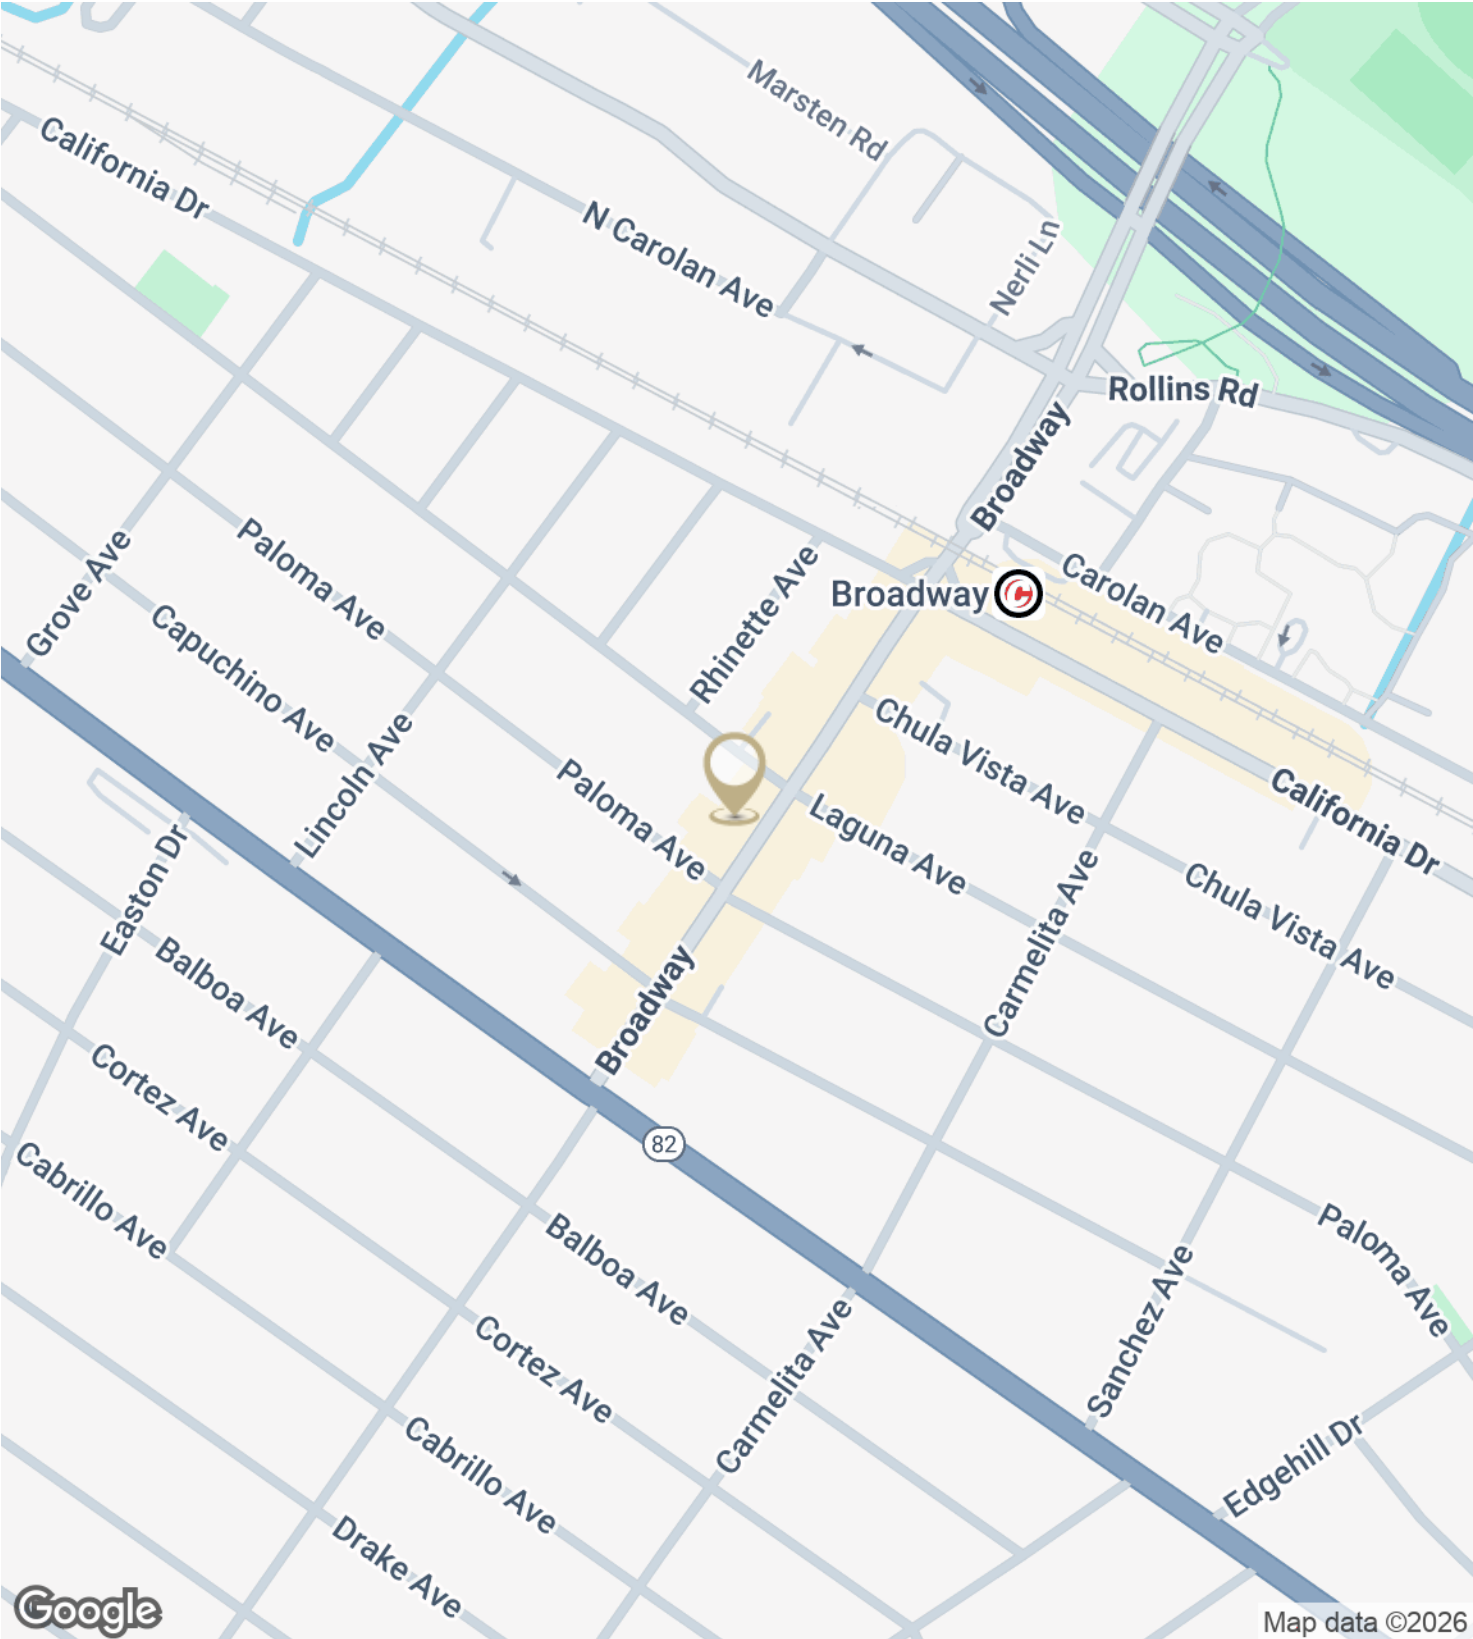 Marsten Rd
California Dr
N Carolan Ave
Nerli Ln
Rollins Rd
Broadway
Grove Ave
Paloma Ave
Rhinette Ave
Broadway
Carolan Ave
Capuchino Ave
Lincoln Ave
Chula Vista Ave
Paloma Ave
Laguna Ave
California Dr
Easton Dr
Carmelita Ave
Chula Vista Ave
Balboa Ave
Broadway
Cortez Ave
82
Cabrillo Ave
Balboa Ave
Paloma Ave
Sanchez Ave
Cortez Ave
Carmelita Ave
Cabrillo Ave
Edgehill Dr
Drake Ave
Google
Map data ©2026